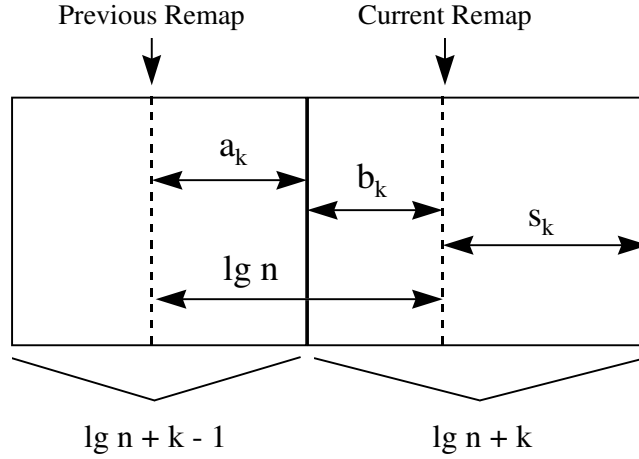 Previous Remap Current Remap
a_k
b_k
s_k
lg n
lg n + k - 1 lg n + k